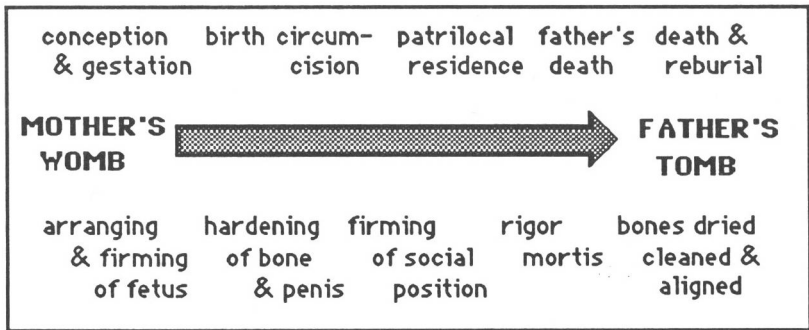 conception birth circum- patrilocal father's death &
& gestation cision residence death reburial
MOTHER'S FATHER'S
WOMB TOMB
arranging hardening firming rigor bones dried
& firming of bone of social mortis cleaned &
of fetus & penis position aligned